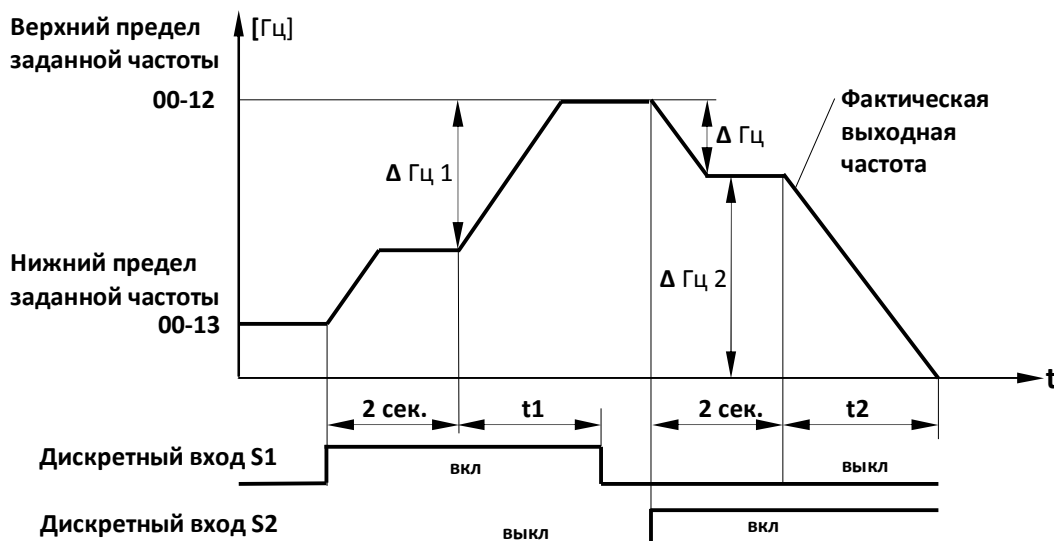 Верхний предел
заданной частоты
00-12
[Гц]
Δ Гц 1
Δ Гц
Фактическая
выходная
частота
Нижний предел
заданной частоты
00-13
Δ Гц 2
t
2 сек.
t1
2 сек.
t2
Дискретный вход S1
вкл
выкл
Дискретный вход S2
выкл
вкл